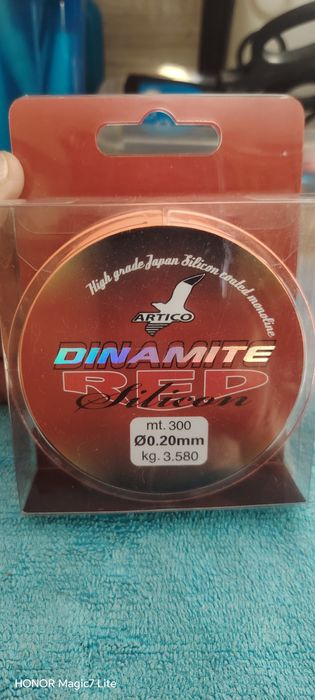 High grade Japan Silicon coated monoline
ARTICO
DINAMITE
RED
Silicon
mt. 300
Ø0.20mm
kg. 3.580
HONOR Magic7 Lite